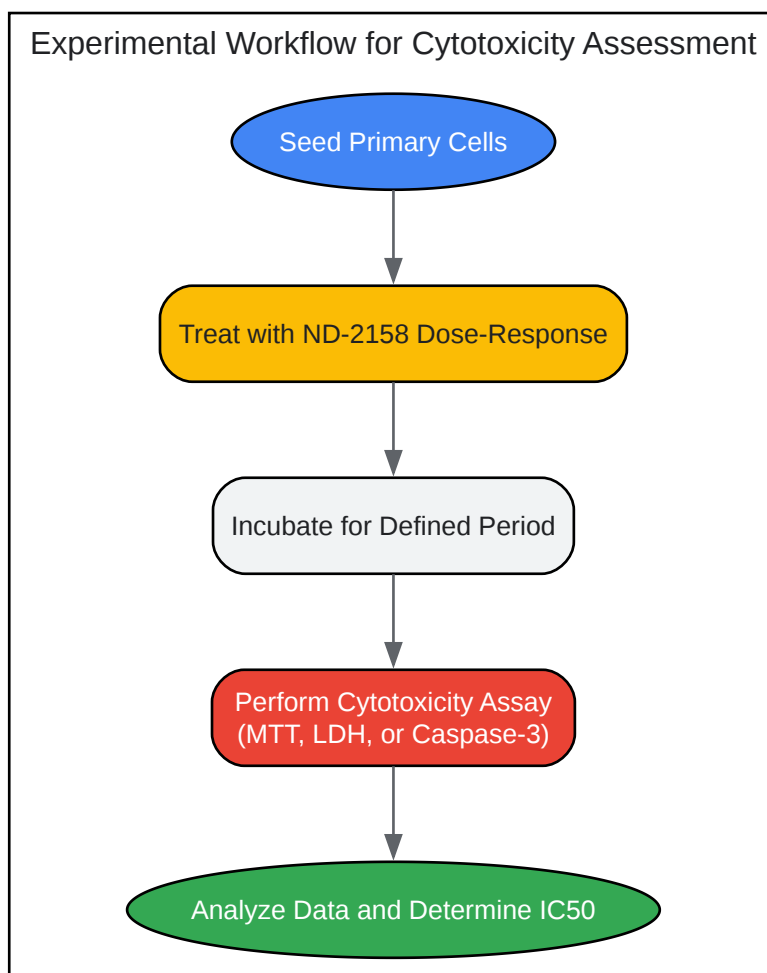 Experimental Workflow for Cytotoxicity Assessment
Seed Primary Cells
Treat with ND-2158 Dose-Response
Incubate for Defined Period
Perform Cytotoxicity Assay
(MTT, LDH, or Caspase-3)
Analyze Data and Determine IC50